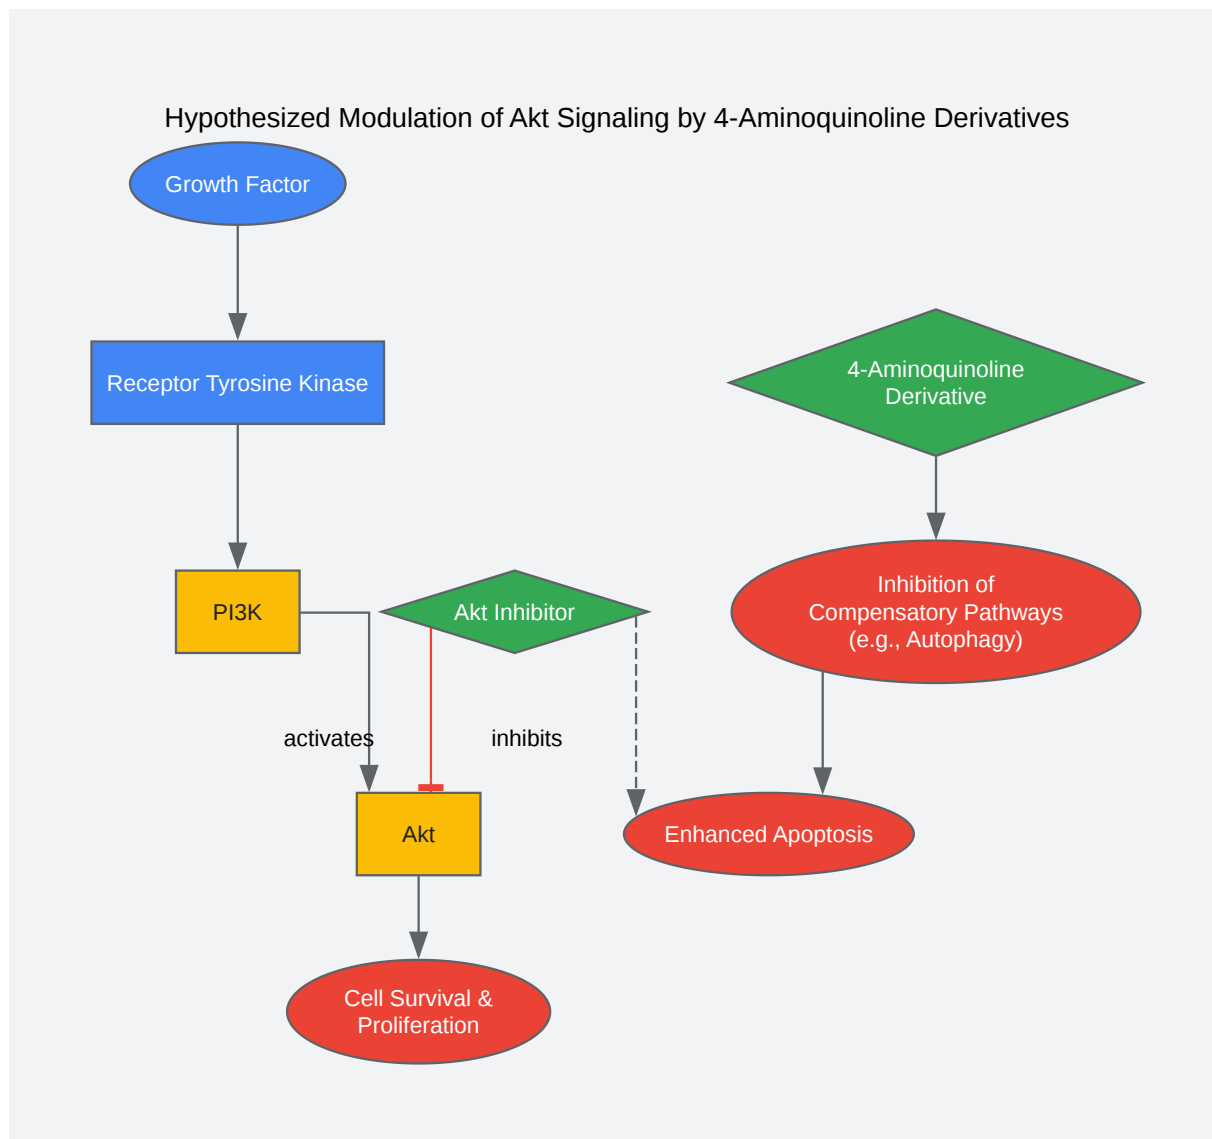 Hypothesized Modulation of Akt Signaling by 4-Aminoquinoline Derivatives
Growth Factor
Receptor Tyrosine Kinase
4-Aminoquinoline
Derivative
PI3K
Akt Inhibitor
Inhibition of
Compensatory Pathways
(e.g., Autophagy)
activates
inhibits
Akt
Enhanced Apoptosis
Cell Survival &
Proliferation